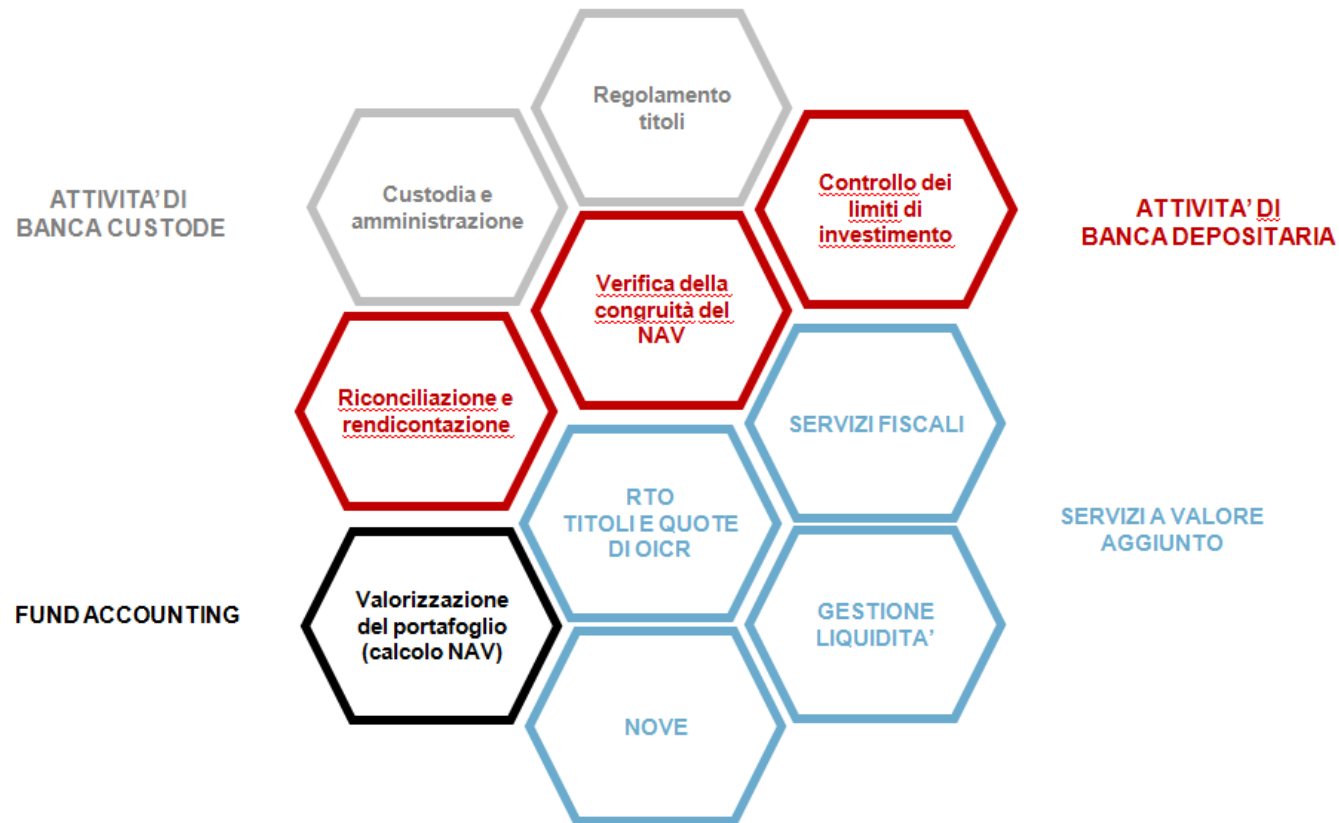 Regolamento
titoli
Custodia e
amministrazione
Controllo dei
limiti di
investimento
ATTIVITA' DI
BANCA CUSTODE
ATTIVITA' DI
BANCA DEPOSITARIA
Verifica della
congruità del
NAV
Riconciliazione e
rendicontazione
SERVIZI FISCALI
RTO
TITOLI E QUOTE
DI OICR
SERVIZI A VALORE
AGGIUNTO
FUND ACCOUNTING
Valorizzazione
del portafoglio
(calcolo NAV)
GESTIONE
LIQUIDITA'
NOVE